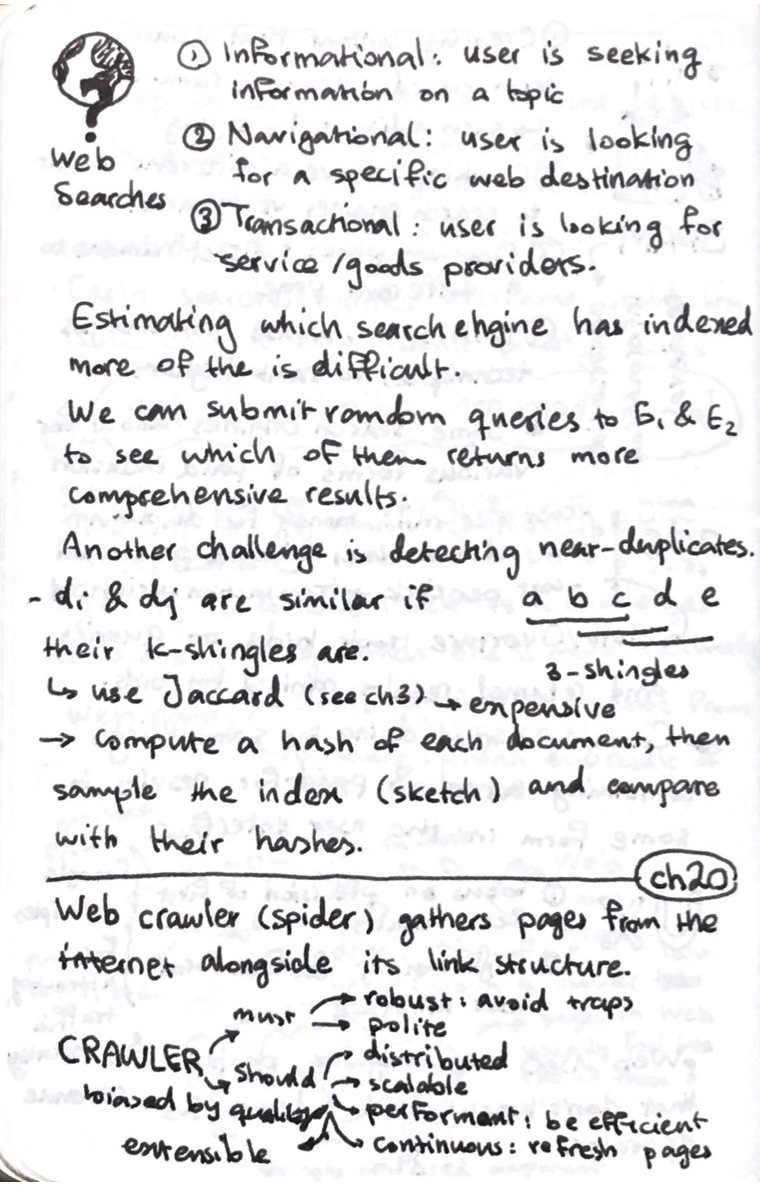 Web
Searches
① Informational: user is seeking
information on a topic
② Navigational: user is looking
for a specific web destination
③ Transactional: user is looking for
service/goods providers.
Estimating which search engine has indexed
more of the is difficult.
We can submit random queries to E₁ & E₂
to see which of them returns more
comprehensive results.
Another challenge is detecting near-duplicates.
- di & dj are similar if
their k-shingles are.
a b c d e
3-shingles
↳ use Jaccard (see ch3) → expensive
→ compute a hash of each document, then
sample the index (sketch) and compare
with their hashes.
ch20
Web crawler (spider) gathers pages from the
internet alongside its link structure.
CRAWLER
must → robust: avoid traps
→ polite
should → distributed
→ scalable
→ performant: be efficient
→ continuous: refresh pages
biased by quality
extensible